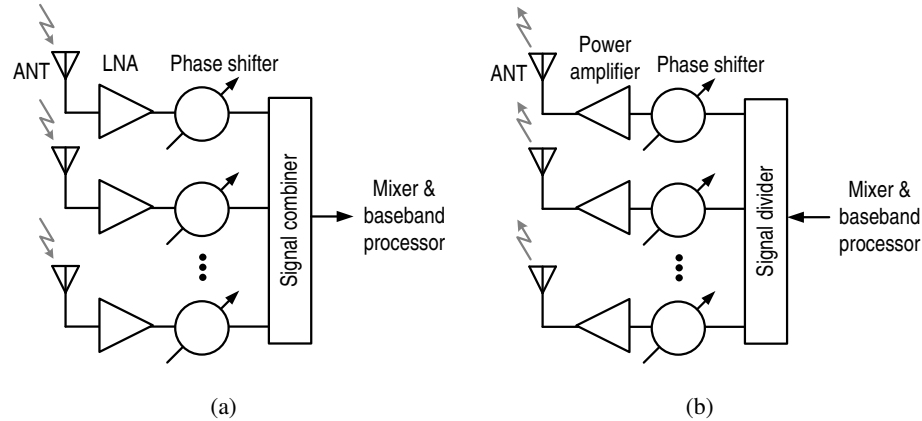 ANT
LNA
Phase shifter
Signal combiner
Mixer &
baseband
processor
(a)
ANT
Power
amplifier
Phase shifter
Signal divider
Mixer &
baseband
processor
(b)